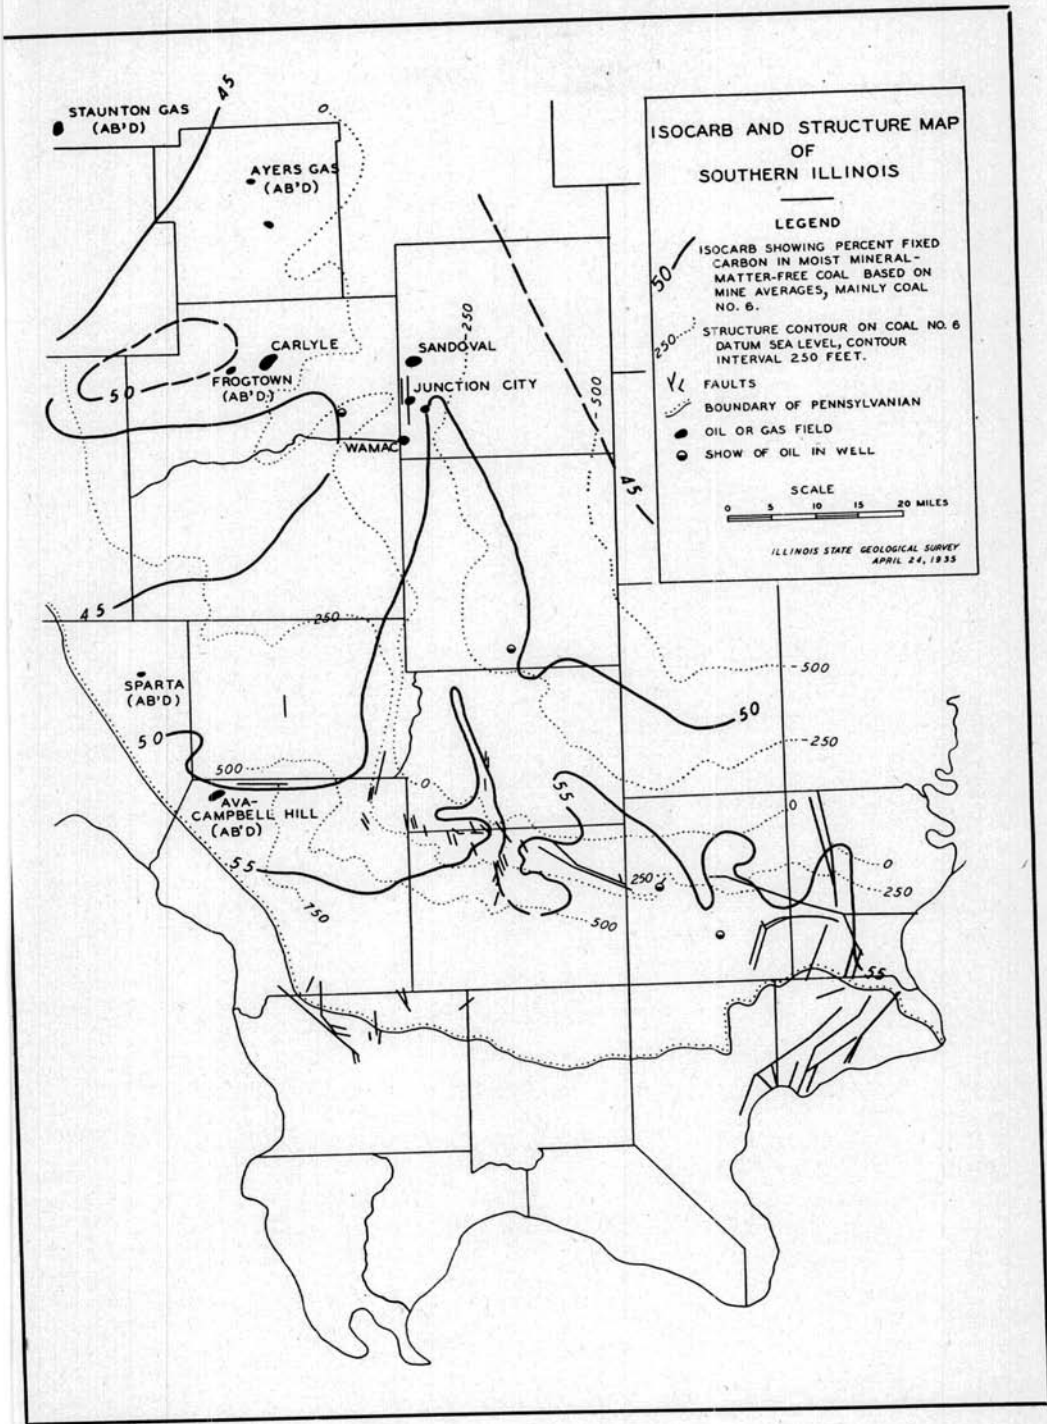 45
STAUNTON GAS
(AB'D)
0
AYERS GAS
(AB'D)
ISOCARB AND STRUCTURE MAP
OF
SOUTHERN ILLINOIS
LEGEND
50
ISOCARB SHOWING PERCENT FIXED
CARBON IN MOIST MINERAL-
MATTER-FREE COAL BASED ON
MINE AVERAGES, MAINLY COAL
NO. 6.
250
STRUCTURE CONTOUR ON COAL NO. 6
DATUM SEA LEVEL, CONTOUR
INTERVAL 250 FEET.
FAULTS
BOUNDARY OF PENNSYLVANIAN
OIL OR GAS FIELD
SHOW OF OIL IN WELL
SCALE
0 5 10 15 20 MILES
ILLINOIS STATE GEOLOGICAL SURVEY
APRIL 24, 1935
-250
CARLYLE
SANDOVAL
FROGTOWN
(AB'D.)
JUNCTION CITY
50
-500
WAMAC
45
45
250
-500
SPARTA
(AB'D)
50
50
-250
500
0
55
0
AVA-
CAMPBELL HILL
(AB'D)
55
0
250
250
750
500
55